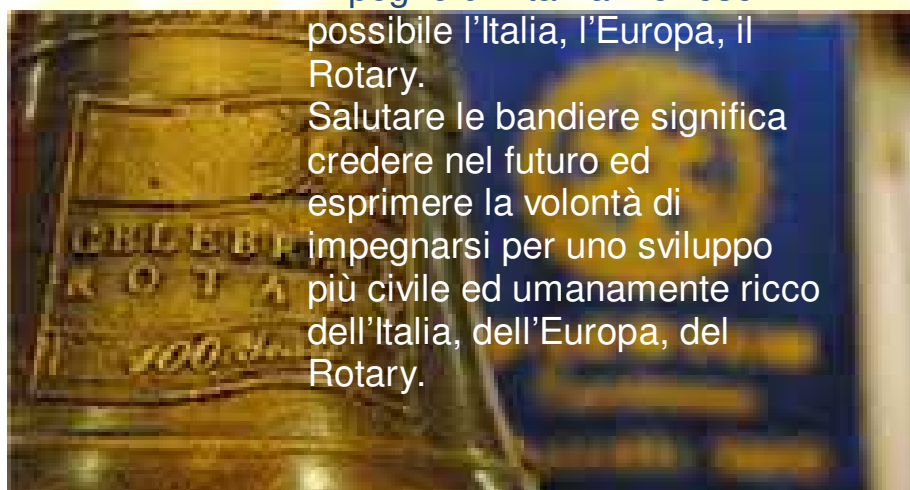 possibile l’Italia, l’Europa, il
Rotary.
Salutare le bandiere significa
credere nel futuro ed
esprimere la volontà di
impegnarsi per uno sviluppo
più civile ed umanamente ricco
dell’Italia, dell’Europa, del
Rotary.
100